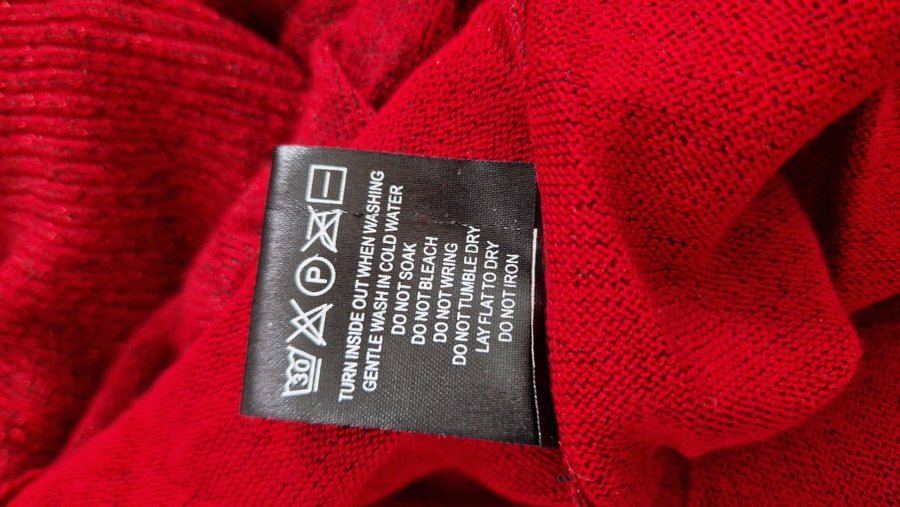 30 P
TURN INSIDE OUT WHEN WASHING
GENTLE WASH IN COLD WATER
DO NOT SOAK
DO NOT BLEACH
DO NOT WRING
DO NOT TUMBLE DRY
LAY FLAT TO DRY
DO NOT IRON